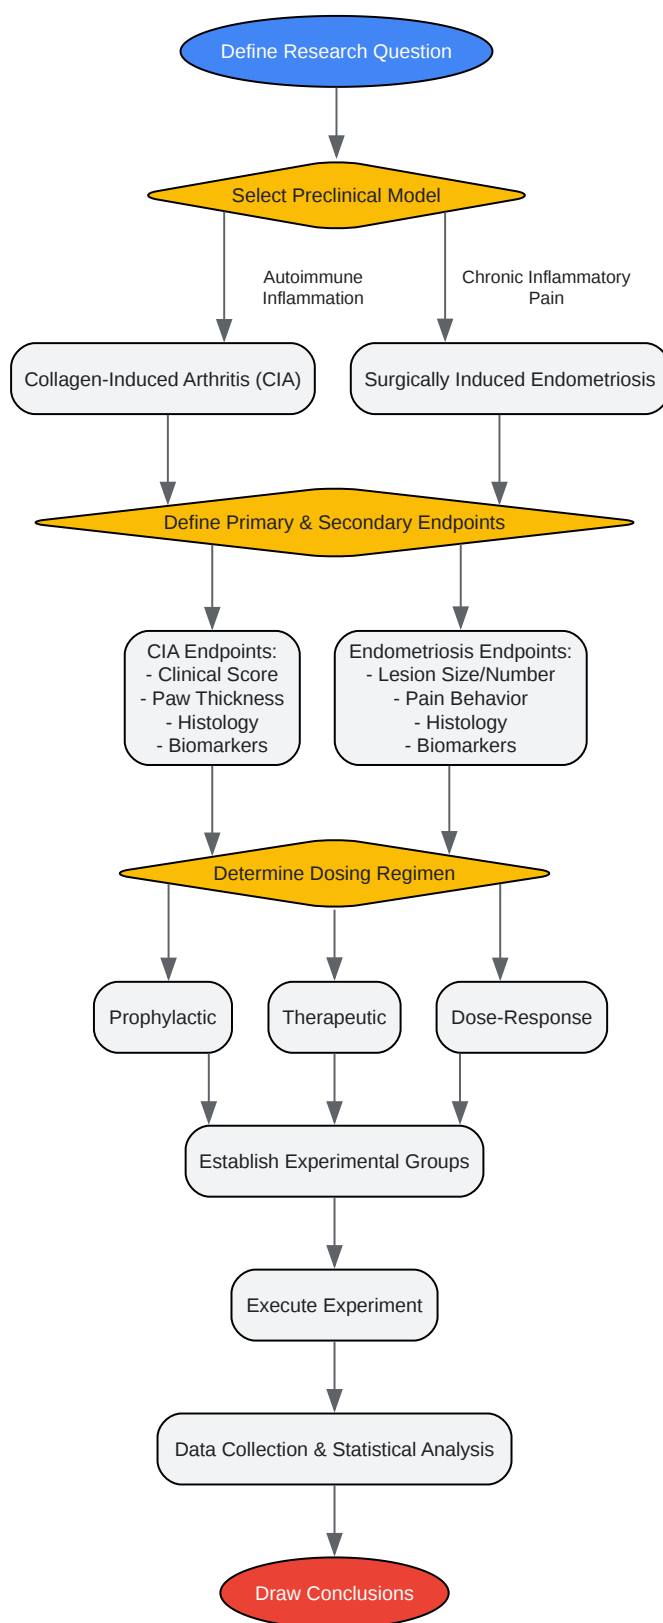 Define Research Question
Select Preclinical Model
Autoimmune
Inflammation
Chronic Inflammatory
Pain
Collagen-Induced Arthritis (CIA)
Surgically Induced Endometriosis
Define Primary & Secondary Endpoints
CIA Endpoints:
- Clinical Score
- Paw Thickness
- Histology
- Biomarkers
Endometriosis Endpoints:
- Lesion Size/Number
- Pain Behavior
- Histology
- Biomarkers
Determine Dosing Regimen
Prophylactic
Therapeutic
Dose-Response
Establish Experimental Groups
Execute Experiment
Data Collection & Statistical Analysis
Draw Conclusions